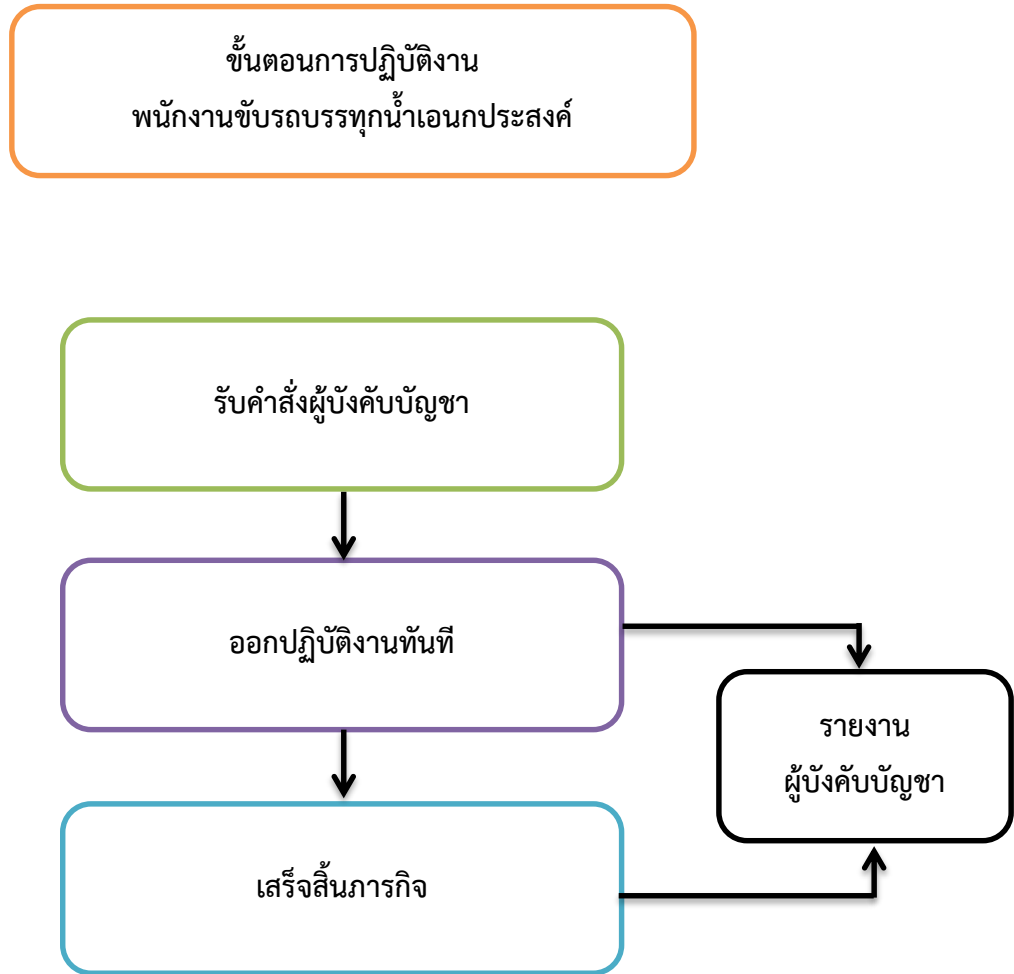 ขั้นตอนการปฏิบัติงาน
พนักงานขับรถบรรทุกน้ำเอนกประสงค์
รับคำสั่งผู้บังคับบัญชา
ออกปฏิบัติงานทันที
รายงาน
ผู้บังคับบัญชา
เสร็จสิ้นภารกิจ